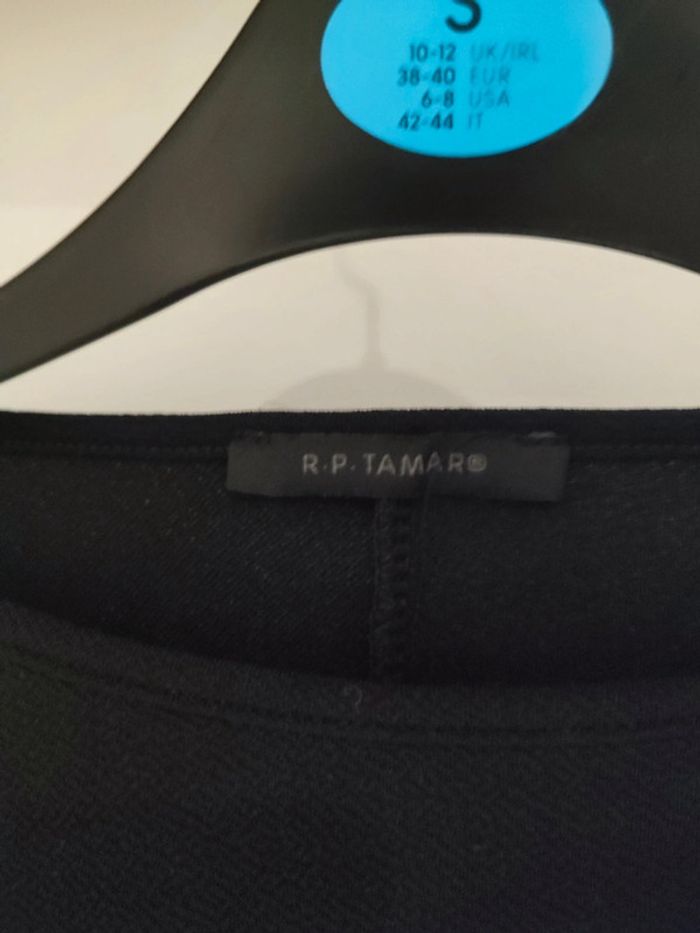 S
10-12 UK/IRL
38-40 EUR
6-8 USA
42-44 IT
R.P.TAMAR®